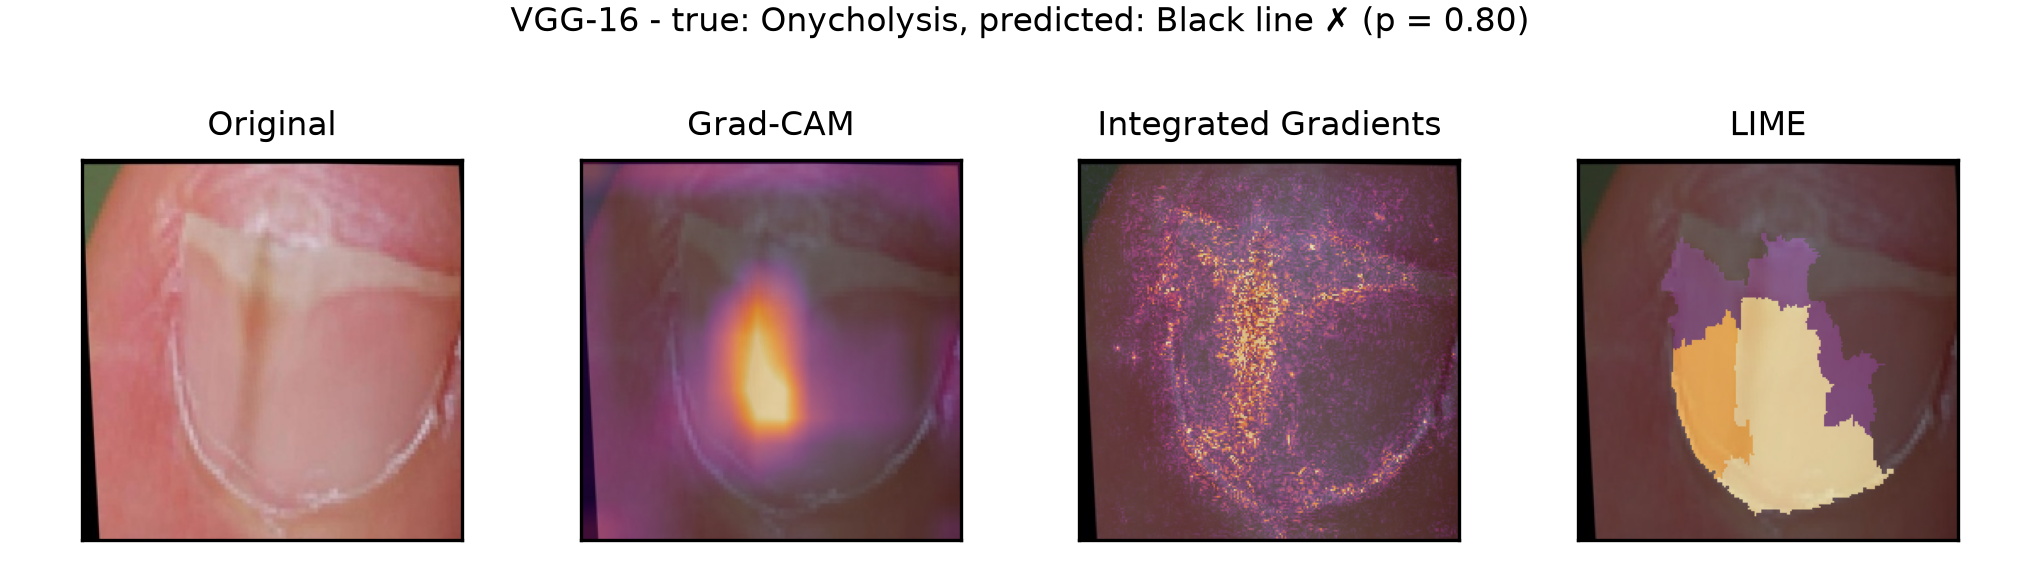 VGG-16 - true: Onycholysis, predicted: Black line ✗ (p = 0.80)
Original
Grad-CAM
Integrated Gradients
LIME